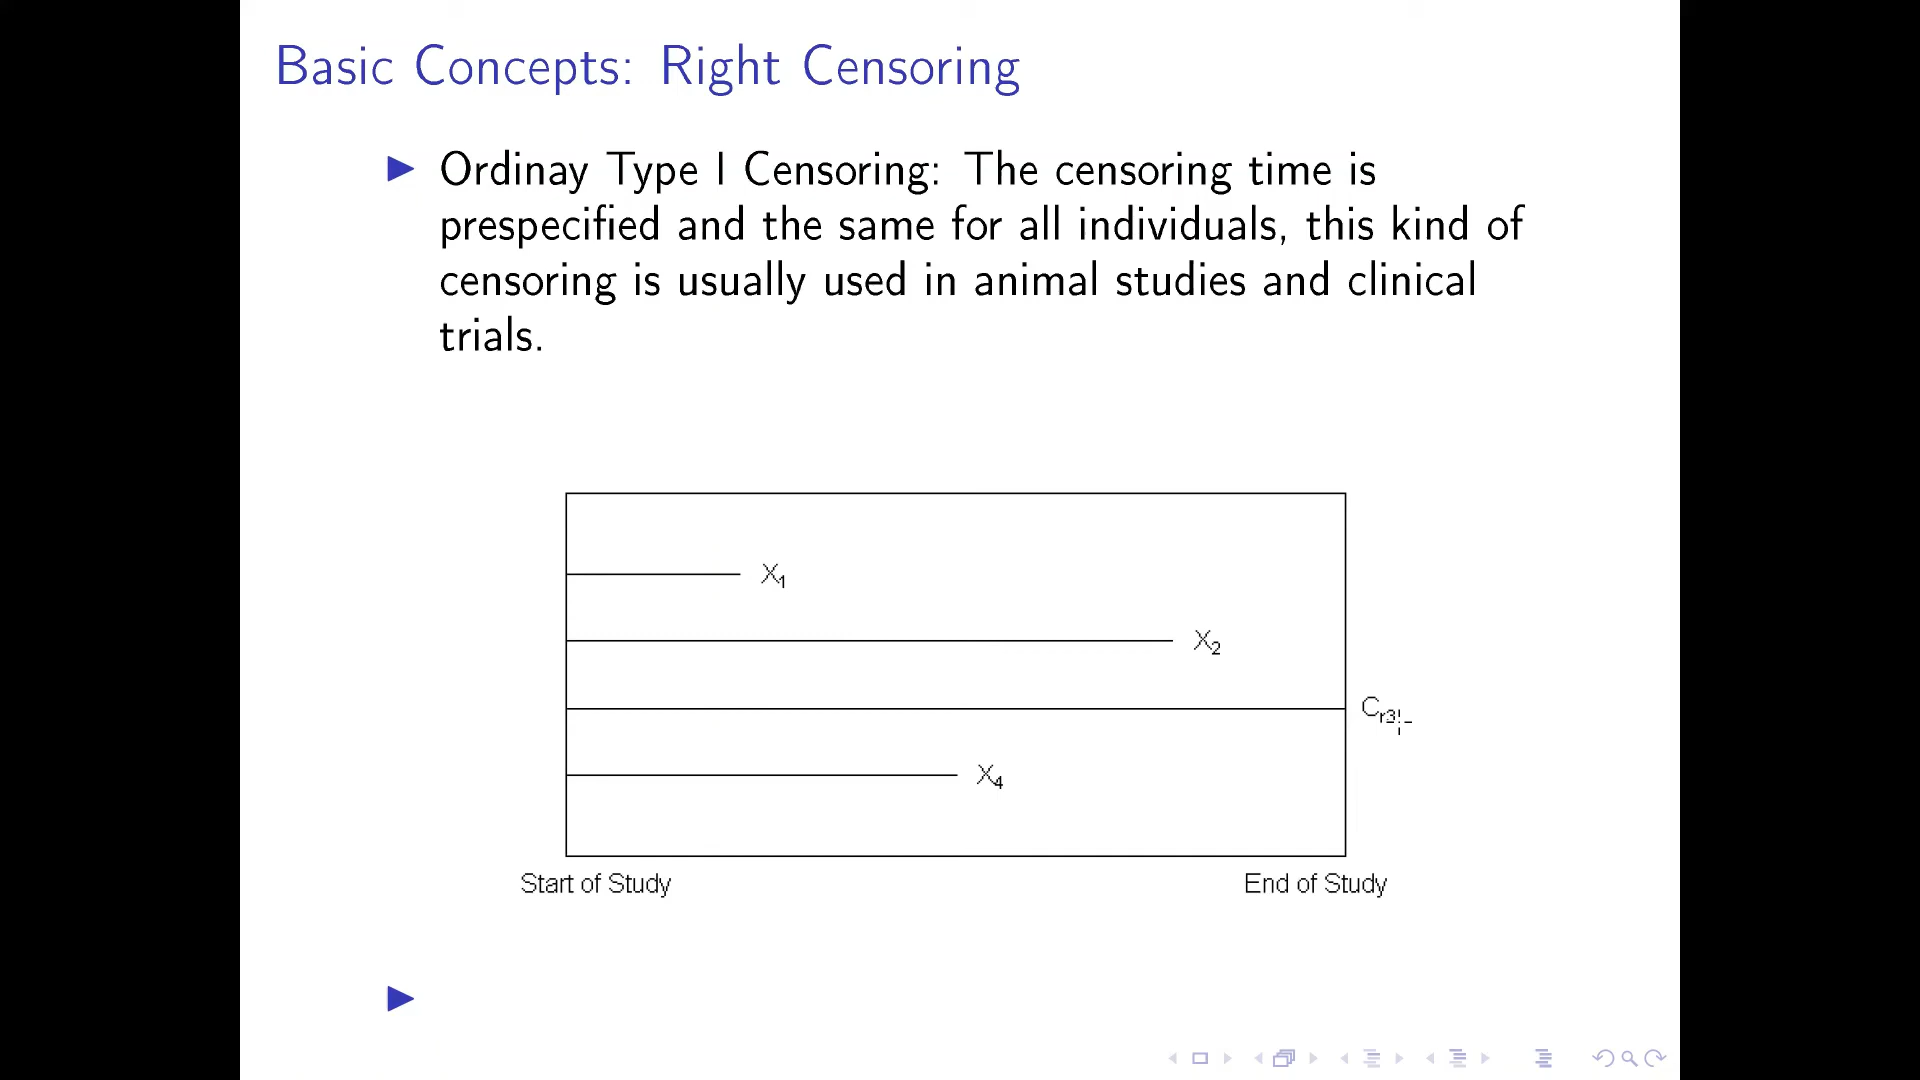 Basic Concepts: Right Censoring
Ordinay Type I Censoring: The censoring time is
prespecified and the same for all individuals, this kind of
censoring is usually used in animal studies and clinical
trials.
X1
X2
Cr3
X4
Start of Study
End of Study